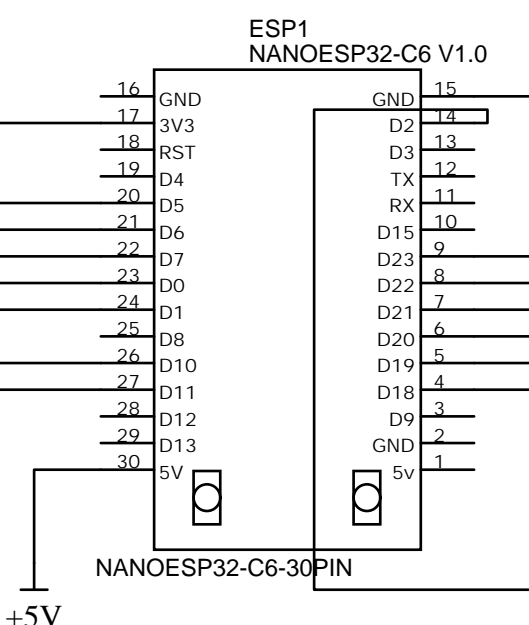 ESP1
NANOESP32-C6 V1.0
16 GND GND 15
17 3V3 D2 14
18 RST D3 13
19 D4 TX 12
20 D5 RX 11
21 D6 D15 10
22 D7 D23 9
23 D0 D22 8
24 D1 D21 7
25 D8 D20 6
26 D10 D19 5
27 D11 D18 4
28 D12 D9 3
29 D13 GND 2
30 5V 5v 1
NANOESP32-C6-30PIN
+5V